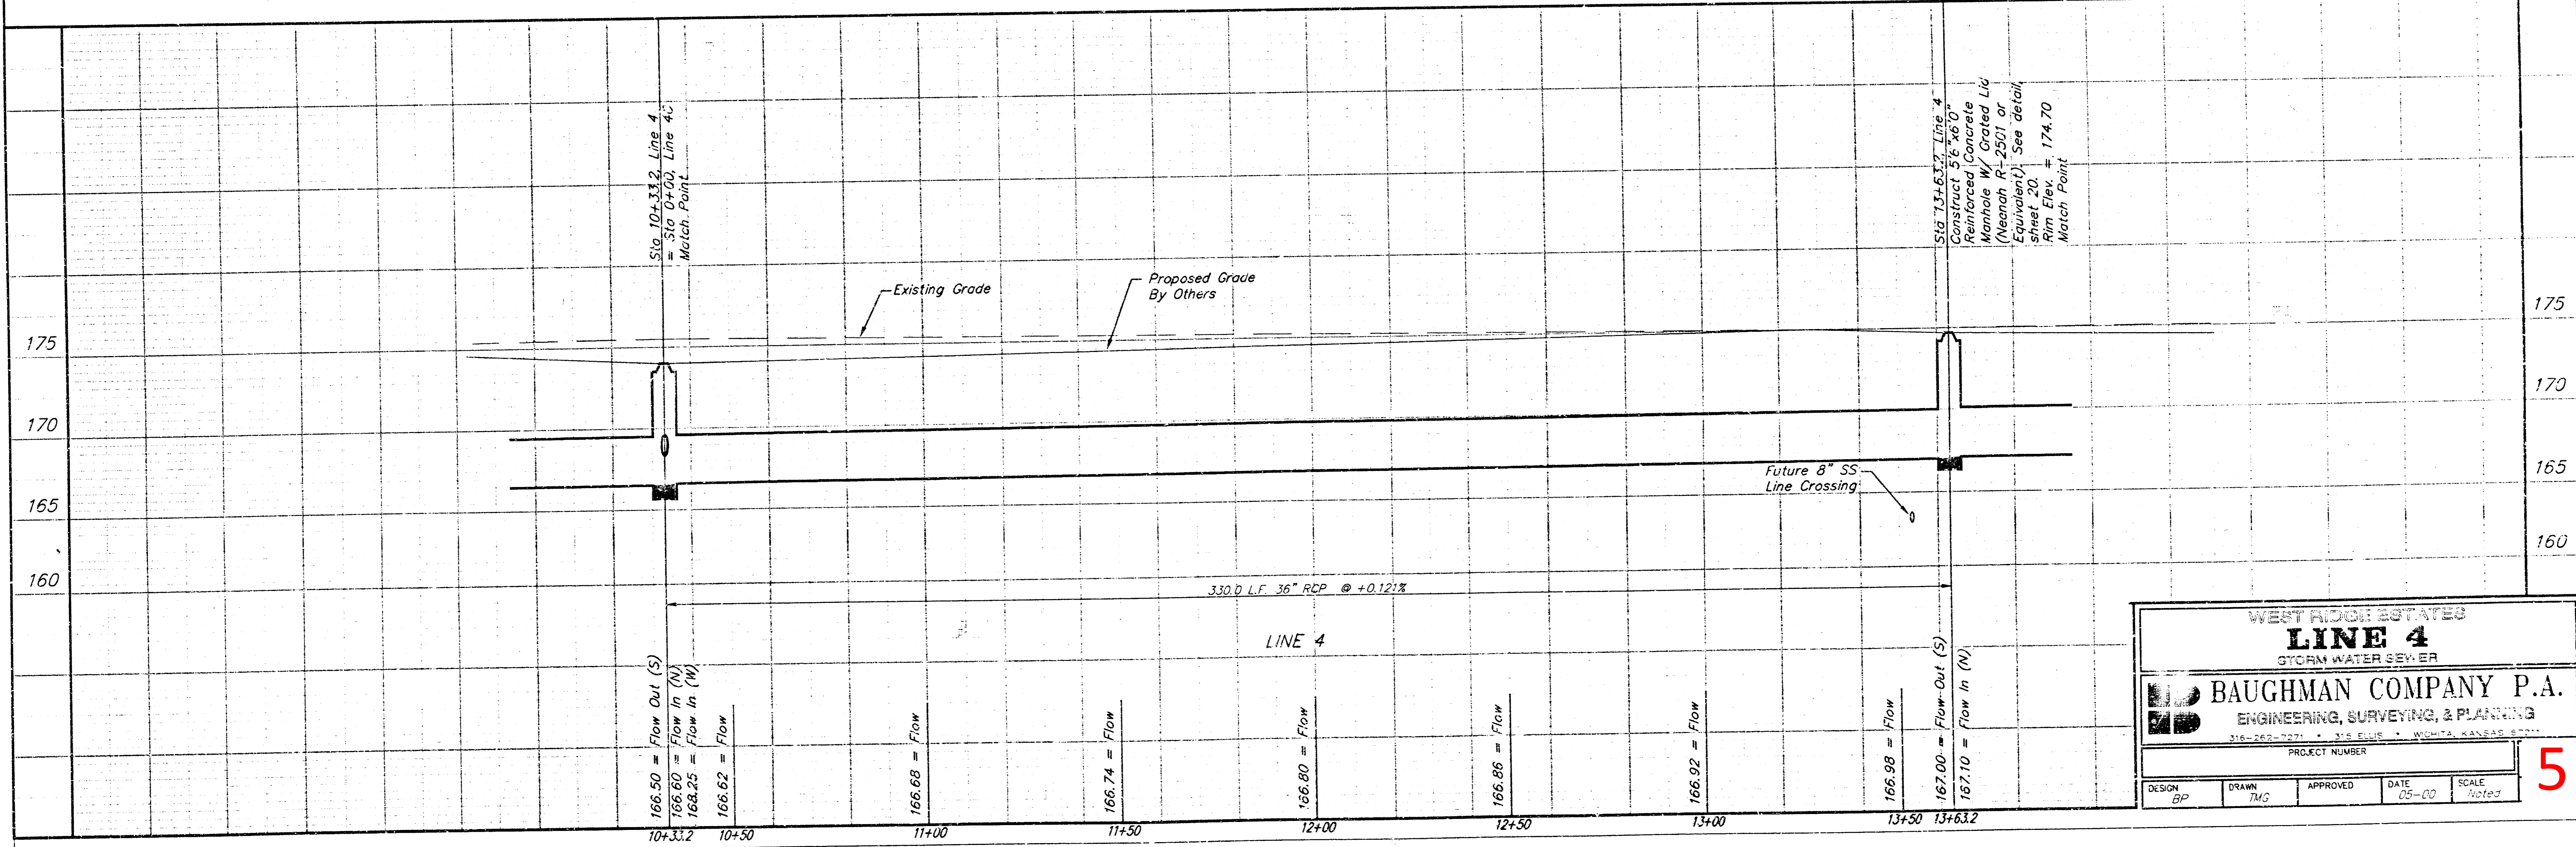 Sta 10+33.2, Line 4
= Sta 0+00, Line 4c
Match Point
Sta 13+63.2, Line 4
Construct 5'6"x6'0"
Reinforced Concrete
Manhole W/ Grated Lid
(Neenah R-2501 or
Equivalent). See detail,
sheet 20.
Rim Elev. = 174.70
Match Point
Existing Grade
Proposed Grade
By Others
175
170
165
160
175
170
165
160
Future 8" SS
Line Crossing
330.0 L.F. 36" RCP @ +0.121%
LINE 4
166.50 = Flow Out (S)
166.60 = Flow In (N)
168.25 = Flow In (W)
166.62 = Flow
166.68 = Flow
166.74 = Flow
166.80 = Flow
166.86 = Flow
166.92 = Flow
166.98 = Flow
167.00 = Flow Out (S)
167.10 = Flow In (N)
10+33.2 10+50 11+00 11+50 12+00 12+50 13+00 13+50 13+63.2
WEST RIDGE ESTATES
LINE 4
STORM WATER SEWER
BAUGHMAN COMPANY P.A.
ENGINEERING, SURVEYING, & PLANNING
316-262-7271 • 315 ELLIS • WICHITA, KANSAS
PROJECT NUMBER
DESIGN DRAWN APPROVED DATE SCALE
BP TMG 05-00 Noted
5